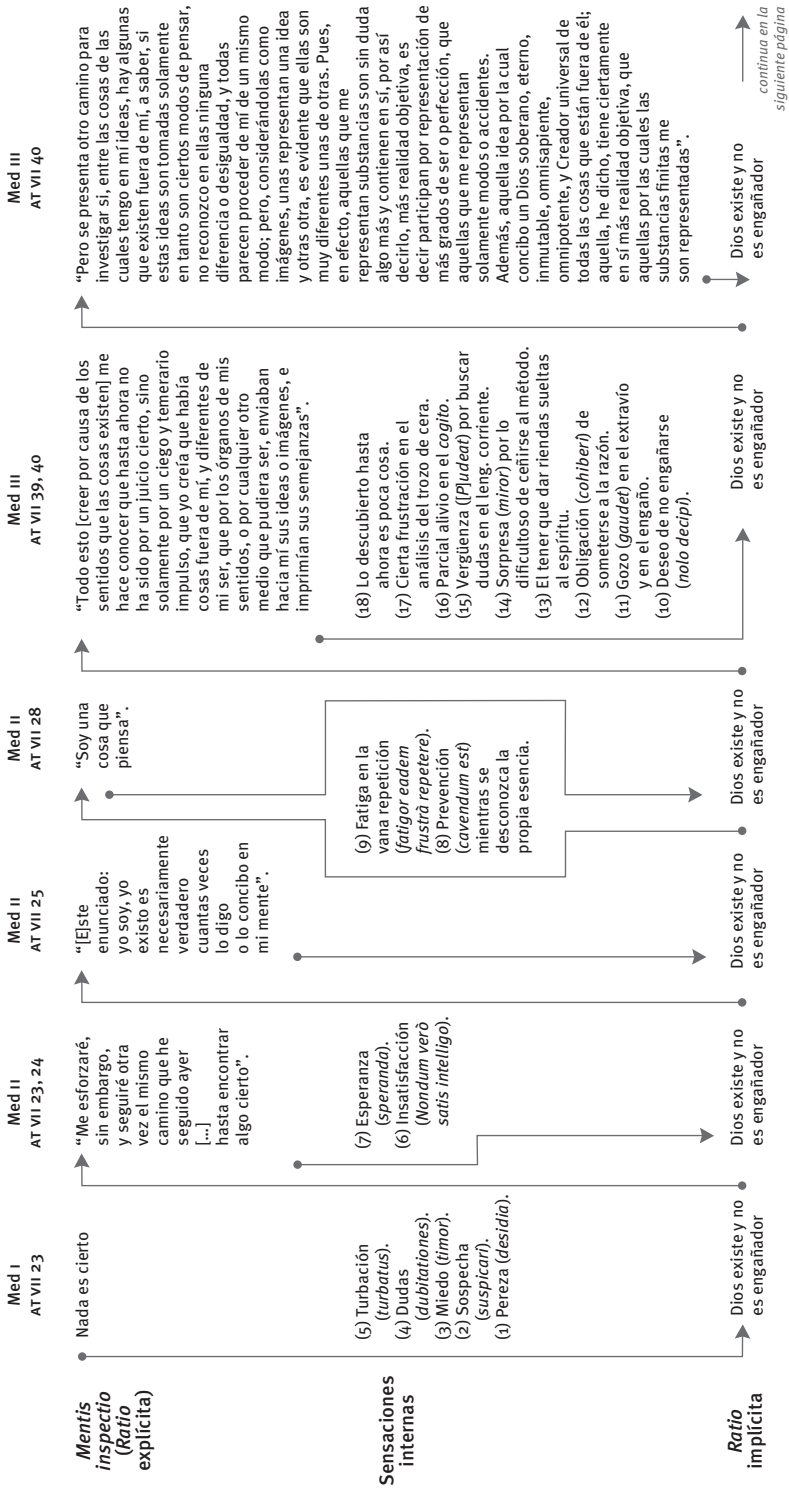 Med I
AT VII 23
Med II
AT VII 23, 24
Med II
AT VII 25
Med II
AT VII 28
Med III
AT VII 39, 40
Med III
AT VII 40
Mentis
inspectio
(Ratio
explícita)
Nada es cierto
“Me esforzaré,
sin embargo,
y seguiré otra
vez el mismo
camino que he
seguido ayer
[...]
hasta encontrar
algo cierto”.
“[E]ste
enunciado:
yo soy, yo
existo es
necesariamente
verdadero
cuantas veces
lo digo
o lo concibo en
mi mente”.
“Soy una
cosa que
piensa”.
“Todo esto [creer por causa de los
sentidos que las cosas existen] me
hace conocer que hasta ahora no
ha sido por un juicio cierto, sino
solamente por un ciego y temerario
impulso, que yo creía que había
cosas fuera de mí, y diferentes de
mi ser, que por los órganos de mis
sentidos, o por cualquier otro
medio que pudiera ser, enviaban
hacia mí sus ideas o imágenes, e
imprimían sus semejanzas”.
“Pero se presenta otro camino para
investigar si, entre las cosas de las
cuales tengo en mí ideas, hay algunas
que existen fuera de mí, a saber, si
estas ideas son tomadas solamente
en tanto son ciertos modos de pensar,
no reconozco en ellas ninguna
diferencia o desigualdad, y todas
parecen proceder de mí de un mismo
modo; pero, considerándolas como
imágenes, unas representan una idea
y otras otra, es evidente que ellas son
muy diferentes unas de otras. Pues,
en efecto, aquellas que me
representan substancias son sin duda
algo más y contienen en sí, por así
decirlo, más realidad objetiva, es
decir participan por representación de
más grados de ser o perfección, que
aquellas que me representan
solamente modos o accidentes.
Además, aquella idea por la cual
concibo un Dios soberano, eterno,
inmutable, omnisapiente,
omnipotente, y Creador universal de
todas las cosas que están fuera de él;
aquella, he dicho, tiene ciertamente
en sí más realidad objetiva, que
aquellas por las cuales las
substancias finitas me
son representadas”.
Sensaciones
internas
(5) Turbación
(turbatus).
(4) Dudas
(dubitationes).
(3) Miedo (timor).
(2) Sospecha
(suspicari).
(1) Pereza (desidia).
(7) Esperanza
(speranda).
(6) Insatisfacción
(Nondum verò
satis intelligo).
(9) Fatiga en la
vana repetición
(fatigor eadem
frustrà repetere).
(8) Prevención
(cavendum est)
mientras se
desconozca la
propia esencia.
(18) Lo descubierto hasta
ahora es poca cosa.
(17) Cierta frustración en el
análisis del trozo de cera.
(16) Parcial alivio en el cogito.
(15) Vergüenza ((P)udeat) por buscar
dudas en el leng. corriente.
(14) Sorpresa (miror) por lo
dificultoso de ceñirse al método.
(13) El tener que dar riendas sueltas
al espíritu.
(12) Obligación (cohiberi) de
someterse a la razón.
(11) Gozo (gaudet) en el extravío
y en el engaño.
(10) Deseo de no engañarse
(nolo decipi).
Ratio
implícita
Dios existe y no
es engañador
Dios existe y no
es engañador
Dios existe y no
es engañador
Dios existe y no
es engañador
Dios existe y no
es engañador
Dios existe y no
es engañador
continua en la
siguiente página